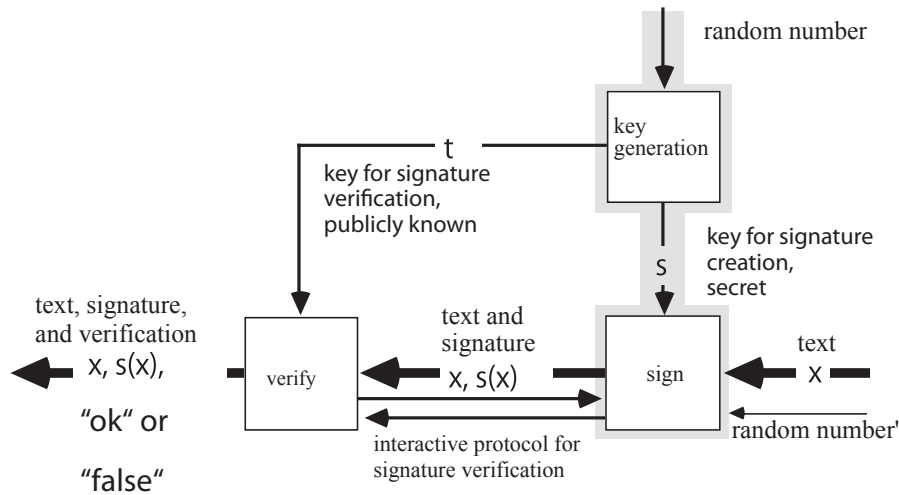 random number
key
generation
t
key for signature
verification,
publicly known
key for signature
creation,
secret
s
text, signature,
and verification
x, s(x),
"ok" or
"false"
verify
text and
signature
x, s(x)
sign
text
x
random number'
interactive protocol for
signature verification